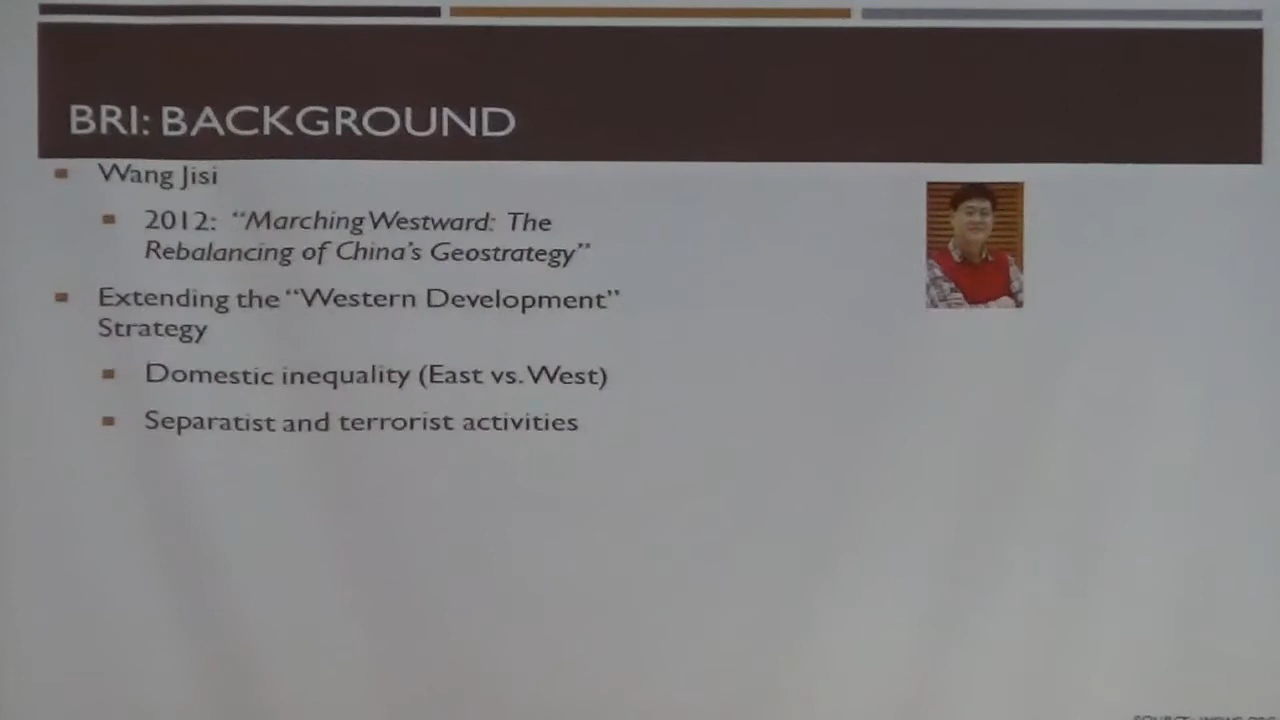 BRI: BACKGROUND
Wang Jisi
2012: “Marching Westward: The
Rebalancing of China’s Geostrategy”
Extending the “Western Development”
Strategy
Domestic inequality (East vs. West)
Separatist and terrorist activities